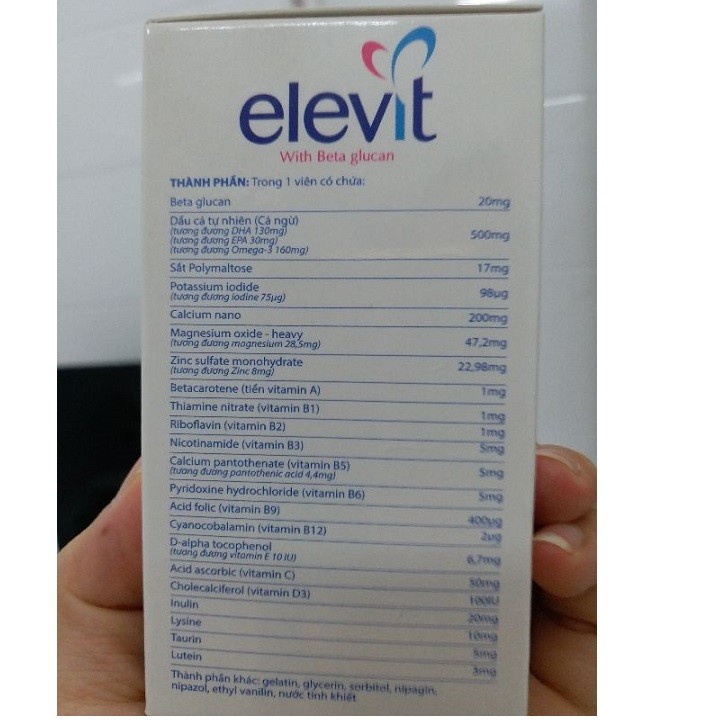 elevit
With Beta glucan
THÀNH PHẦN: Trong 1 viên có chứa:
Beta glucan 20mg
Dầu cá tự nhiên (Cá ngừ) 500mg
(tương đương DHA 130mg)
(tương đương EPA 30mg)
(tương đương Omega-3 160mg)
Sắt Polymaltose 17mg
Potassium iodide 98µg
(tương đương iodine 75µg)
Calcium nano 200mg
Magnesium oxide - heavy 47,2mg
(tương đương magnesium 28,5mg)
Zinc sulfate monohydrate 22,98mg
(tương đương Zinc 8mg)
Betacarotene (tiền vitamin A) 1mg
Thiamine nitrate (vitamin B1) 1mg
Riboflavin (vitamin B2) 1mg
Nicotinamide (vitamin B3) 5mg
Calcium pantothenate (vitamin B5) 5mg
(tương đương pantothenic acid 4,4mg)
Pyridoxine hydrochloride (vitamin B6) 5mg
Acid folic (vitamin B9) 400µg
Cyanocobalamin (vitamin B12) 2µg
D-alpha tocophenol 6,7mg
(tương đương vitamin E 10 IU)
Acid ascorbic (vitamin C) 50mg
Cholecalciferol (vitamin D3) 100IU
Inulin 20mg
Lysine 10mg
Taurin 5mg
Lutein 3mg
Thành phần khác: gelatin, glycerin, sorbitol, nipagin,
nipazol, ethyl vanilin, nước tinh khiết